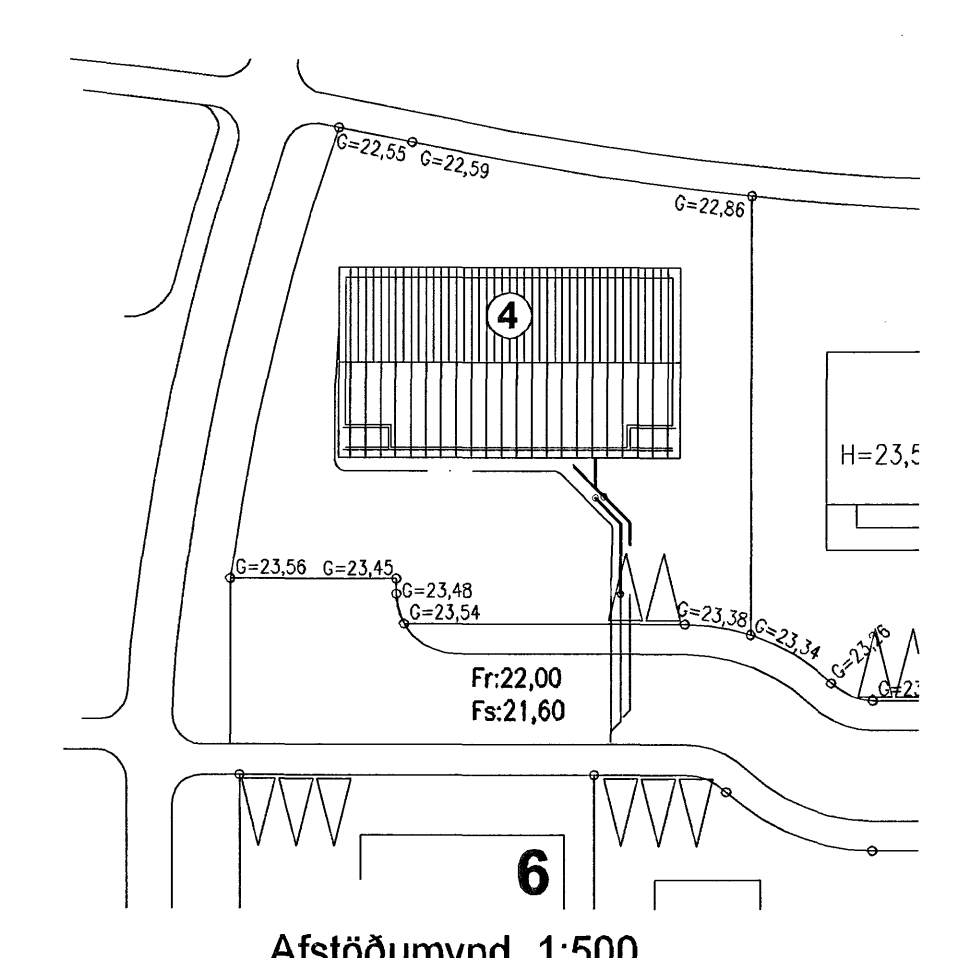 G=22,55
G=22,59
G=22,86
4
H=23,5
G=23,56
G=23,45
G=23,48
G=23,54
G=23,38
G=23,34
G=23,26
G=23
Fr:22,00
Fs:21,60
6
Afstöðumynd 1:500